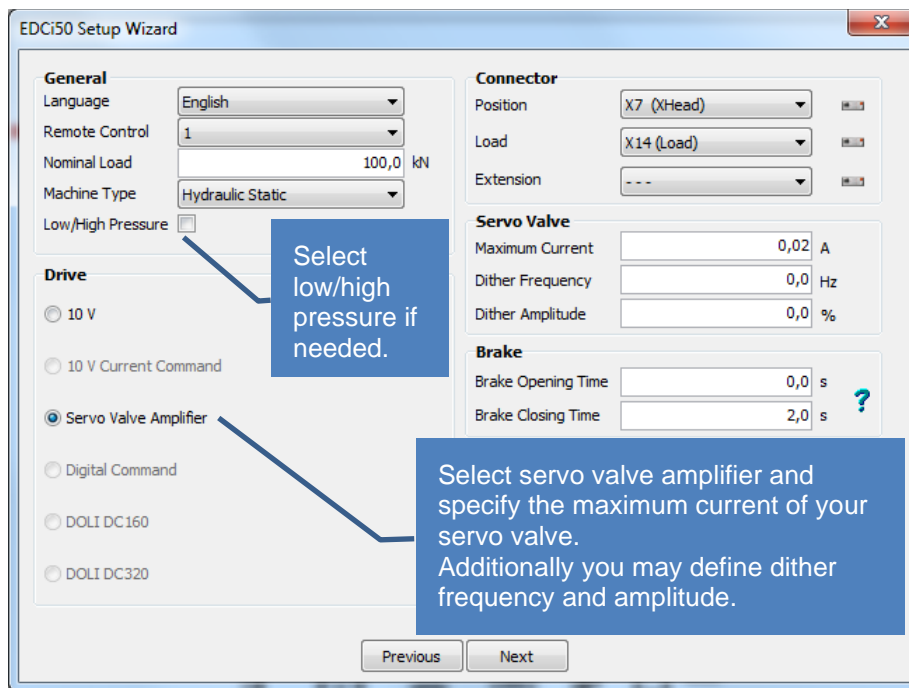 EDCi50 Setup Wizard
General
Language English
Remote Control 1
Nominal Load 100,0 kN
Machine Type Hydraulic Static
Low/High Pressure
Select
low/high
pressure if
needed.
Drive
10 V
10 V Current Command
Servo Valve Amplifier
Digital Command
DOLI DC160
DOLI DC320
Connector
Position X7 (XHead)
Load X14 (Load)
Extension - - -
Servo Valve
Maximum Current 0,02 A
Dither Frequency 0,0 Hz
Dither Amplitude 0,0 %
Brake
Brake Opening Time 0,0 s
Brake Closing Time 2,0 s
?
Select servo valve amplifier and
specify the maximum current of your
servo valve.
Additionally you may define dither
frequency and amplitude.
Previous Next